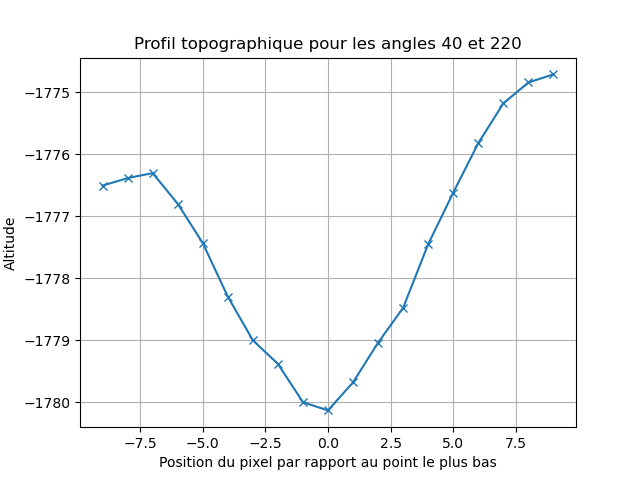 Profil topographique pour les angles 40 et 220
Altitude
−1775
−1776
−1777
−1778
−1779
−1780
−7.5 −5.0 −2.5 0.0 2.5 5.0 7.5
Position du pixel par rapport au point le plus bas